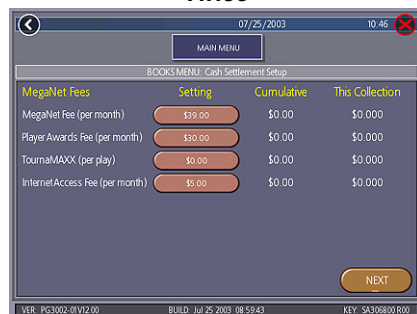 07/25/2003 10:46
MAIN MENU
BOOKS MENU: Cash Settlement Setup
MegaNet Fees Setting Cumulative This Collection
MegaNet Fee (per month) $39.00 $0.00 $0.000
Player Awards Fee (per month) $30.00 $0.00 $0.000
TournaMAXX (per play) $0.00 $0.00 $0.000
Internet Access Fee (per month) $5.00 $0.00 $0.000
NEXT
VER: PG3002-01V12.00 BUILD: Jul 25 2003 08:59:43 KEY: SA306800 R00